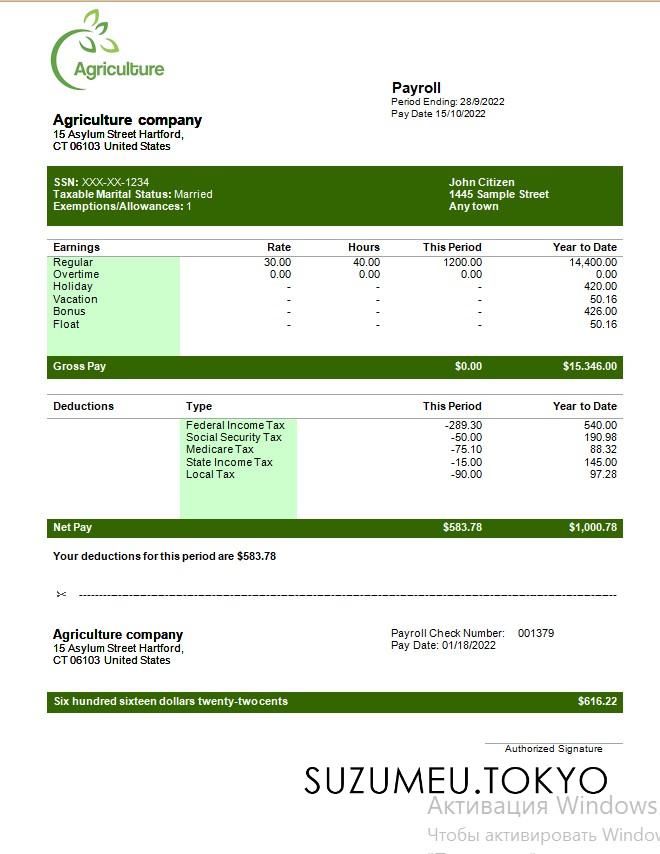 Agriculture
Payroll
Period Ending: 28/9/2022
Pay Date 15/10/2022
Agriculture company
15 Asylum Street Hartford,
CT 06103 United States
SSN: XXX-XX-1234
Taxable Marital Status: Married
Exemptions/Allowances: 1
John Citizen
1445 Sample Street
Any town
Earnings Rate Hours This Period Year to Date
Regular 30.00 40.00 1200.00 14,400.00
Overtime 0.00 0.00 0.00 0.00
Holiday - - - 420.00
Vacation - - - 50.16
Bonus - - - 426.00
Float - - - 50.16
Gross Pay $0.00 $15.346.00
Deductions Type This Period Year to Date
Federal Income Tax -289.30 540.00
Social Security Tax -50.00 190.98
Medicare Tax -75.10 88.32
State Income Tax -15.00 145.00
Local Tax -90.00 97.28
Net Pay $583.78 $1,000.78
Your deductions for this period are $583.78
Agriculture company
15 Asylum Street Hartford,
CT 06103 United States
Payroll Check Number: 001379
Pay Date: 01/18/2022
Six hundred sixteen dollars twenty-two cents $616.22
Authorized Signature
SUZUMEU.TOKYO
Активация Windows
Чтобы активировать Window